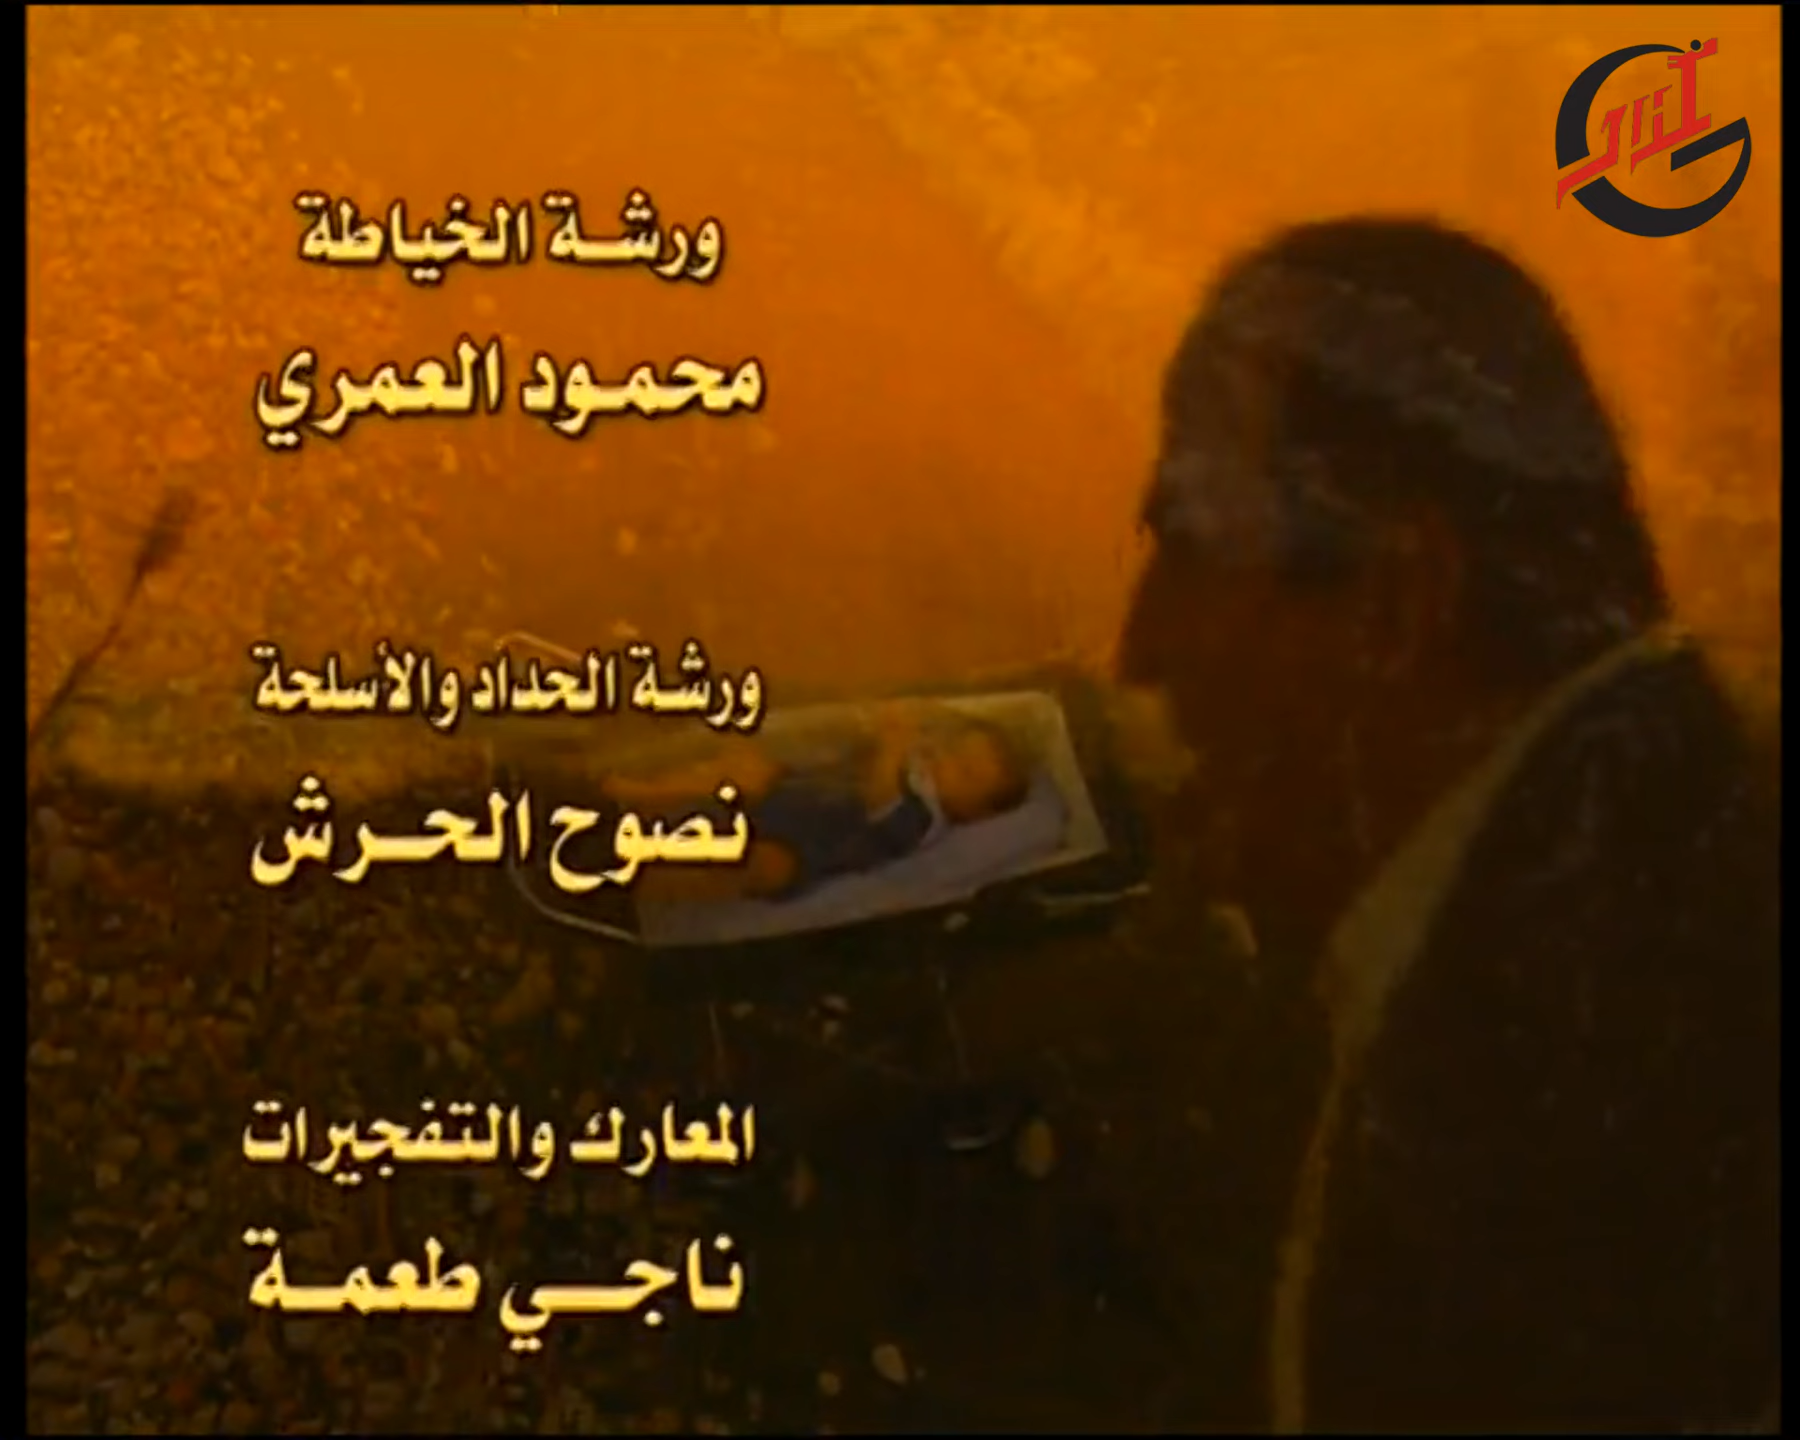 ورشة الخياطة
محمود العمري
ورشة الحداد والأسلحة
نصوح الحرش
المعارك والتفجيرات
ناجي طعمة